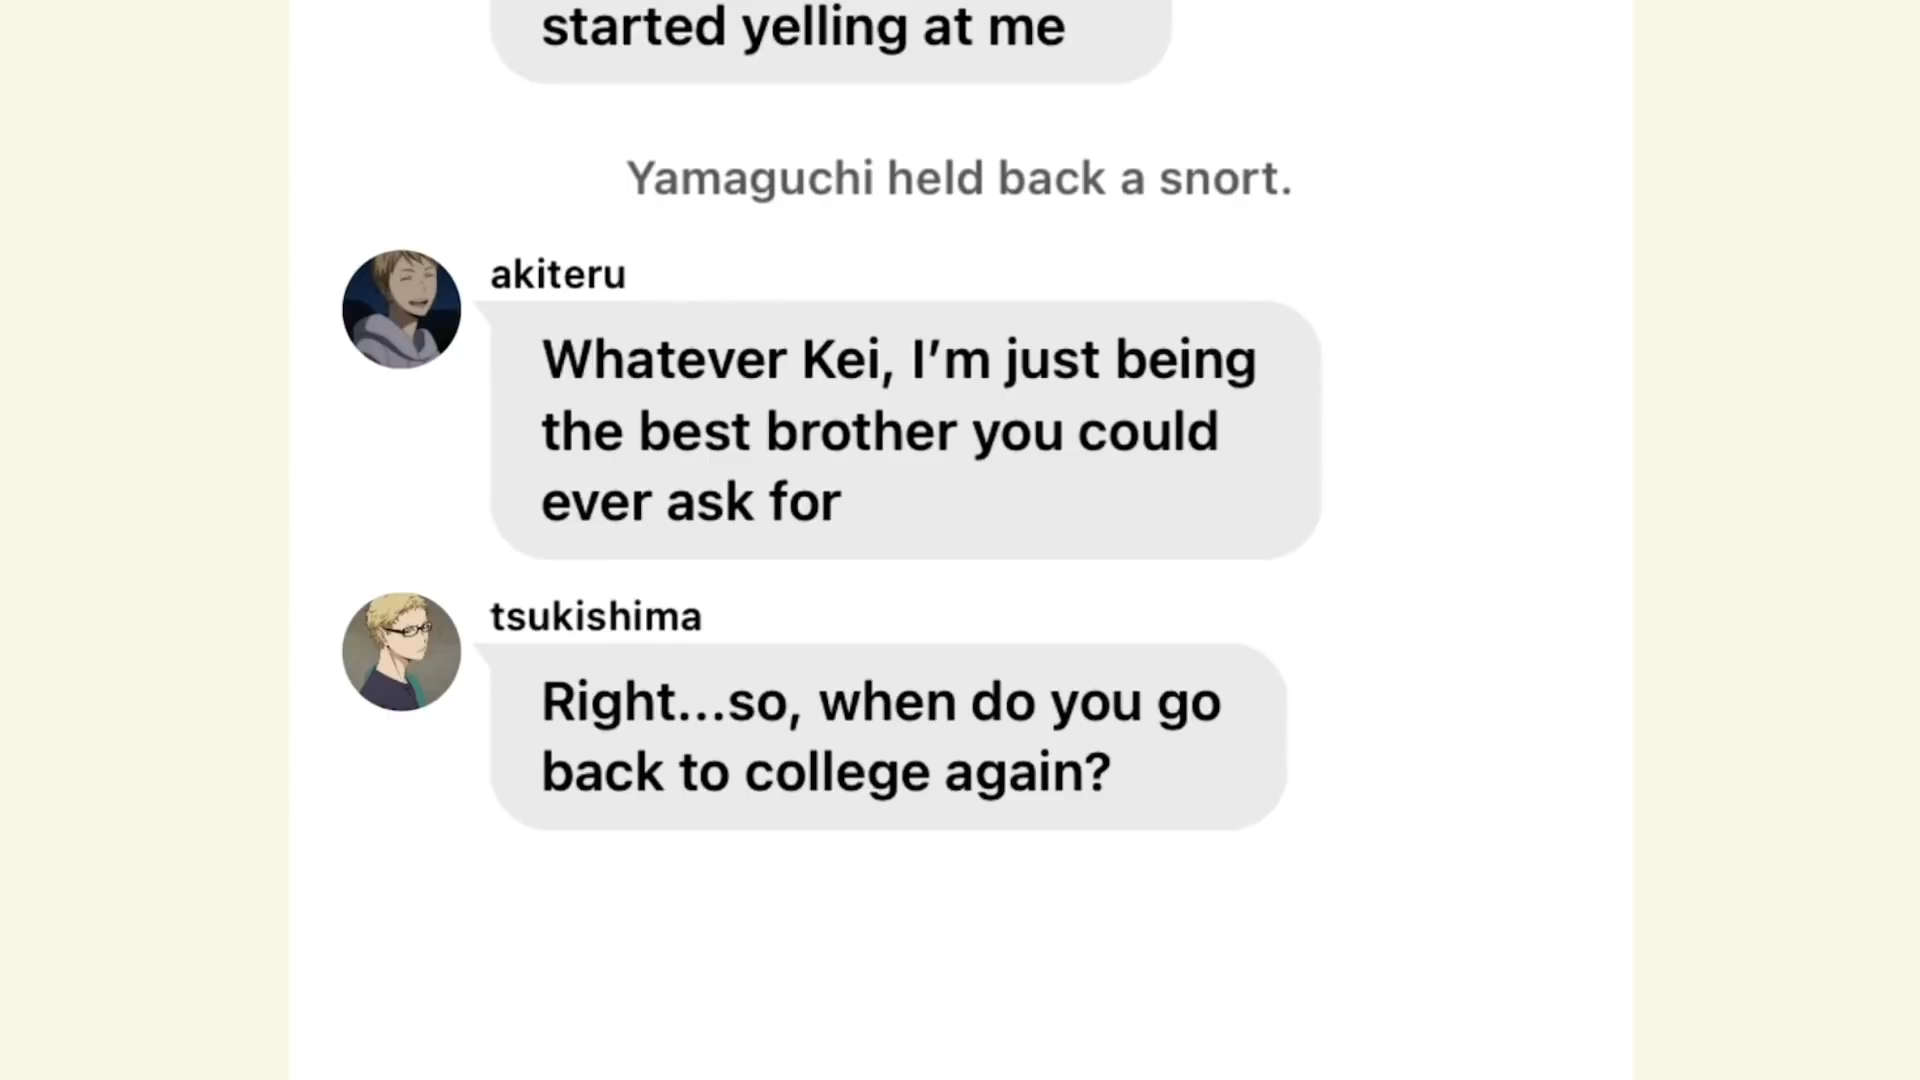 started yelling at me
Yamaguchi held back a snort.
akiteru
Whatever Kei, I’m just being
the best brother you could
ever ask for
tsukishima
Right...so, when do you go
back to college again?